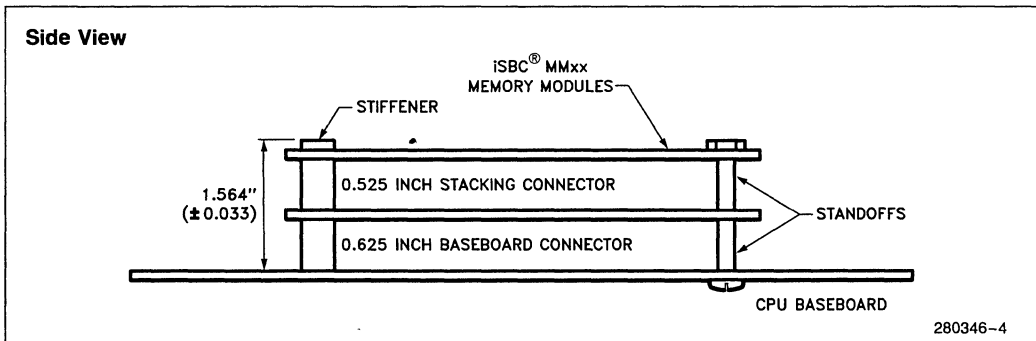 Side View
iSBC® MMxx
MEMORY MODULES
STIFFENER
1.564"
(±0.033)
0.525 INCH STACKING CONNECTOR
STANDOFFS
0.625 INCH BASEBOARD CONNECTOR
CPU BASEBOARD
280346-4